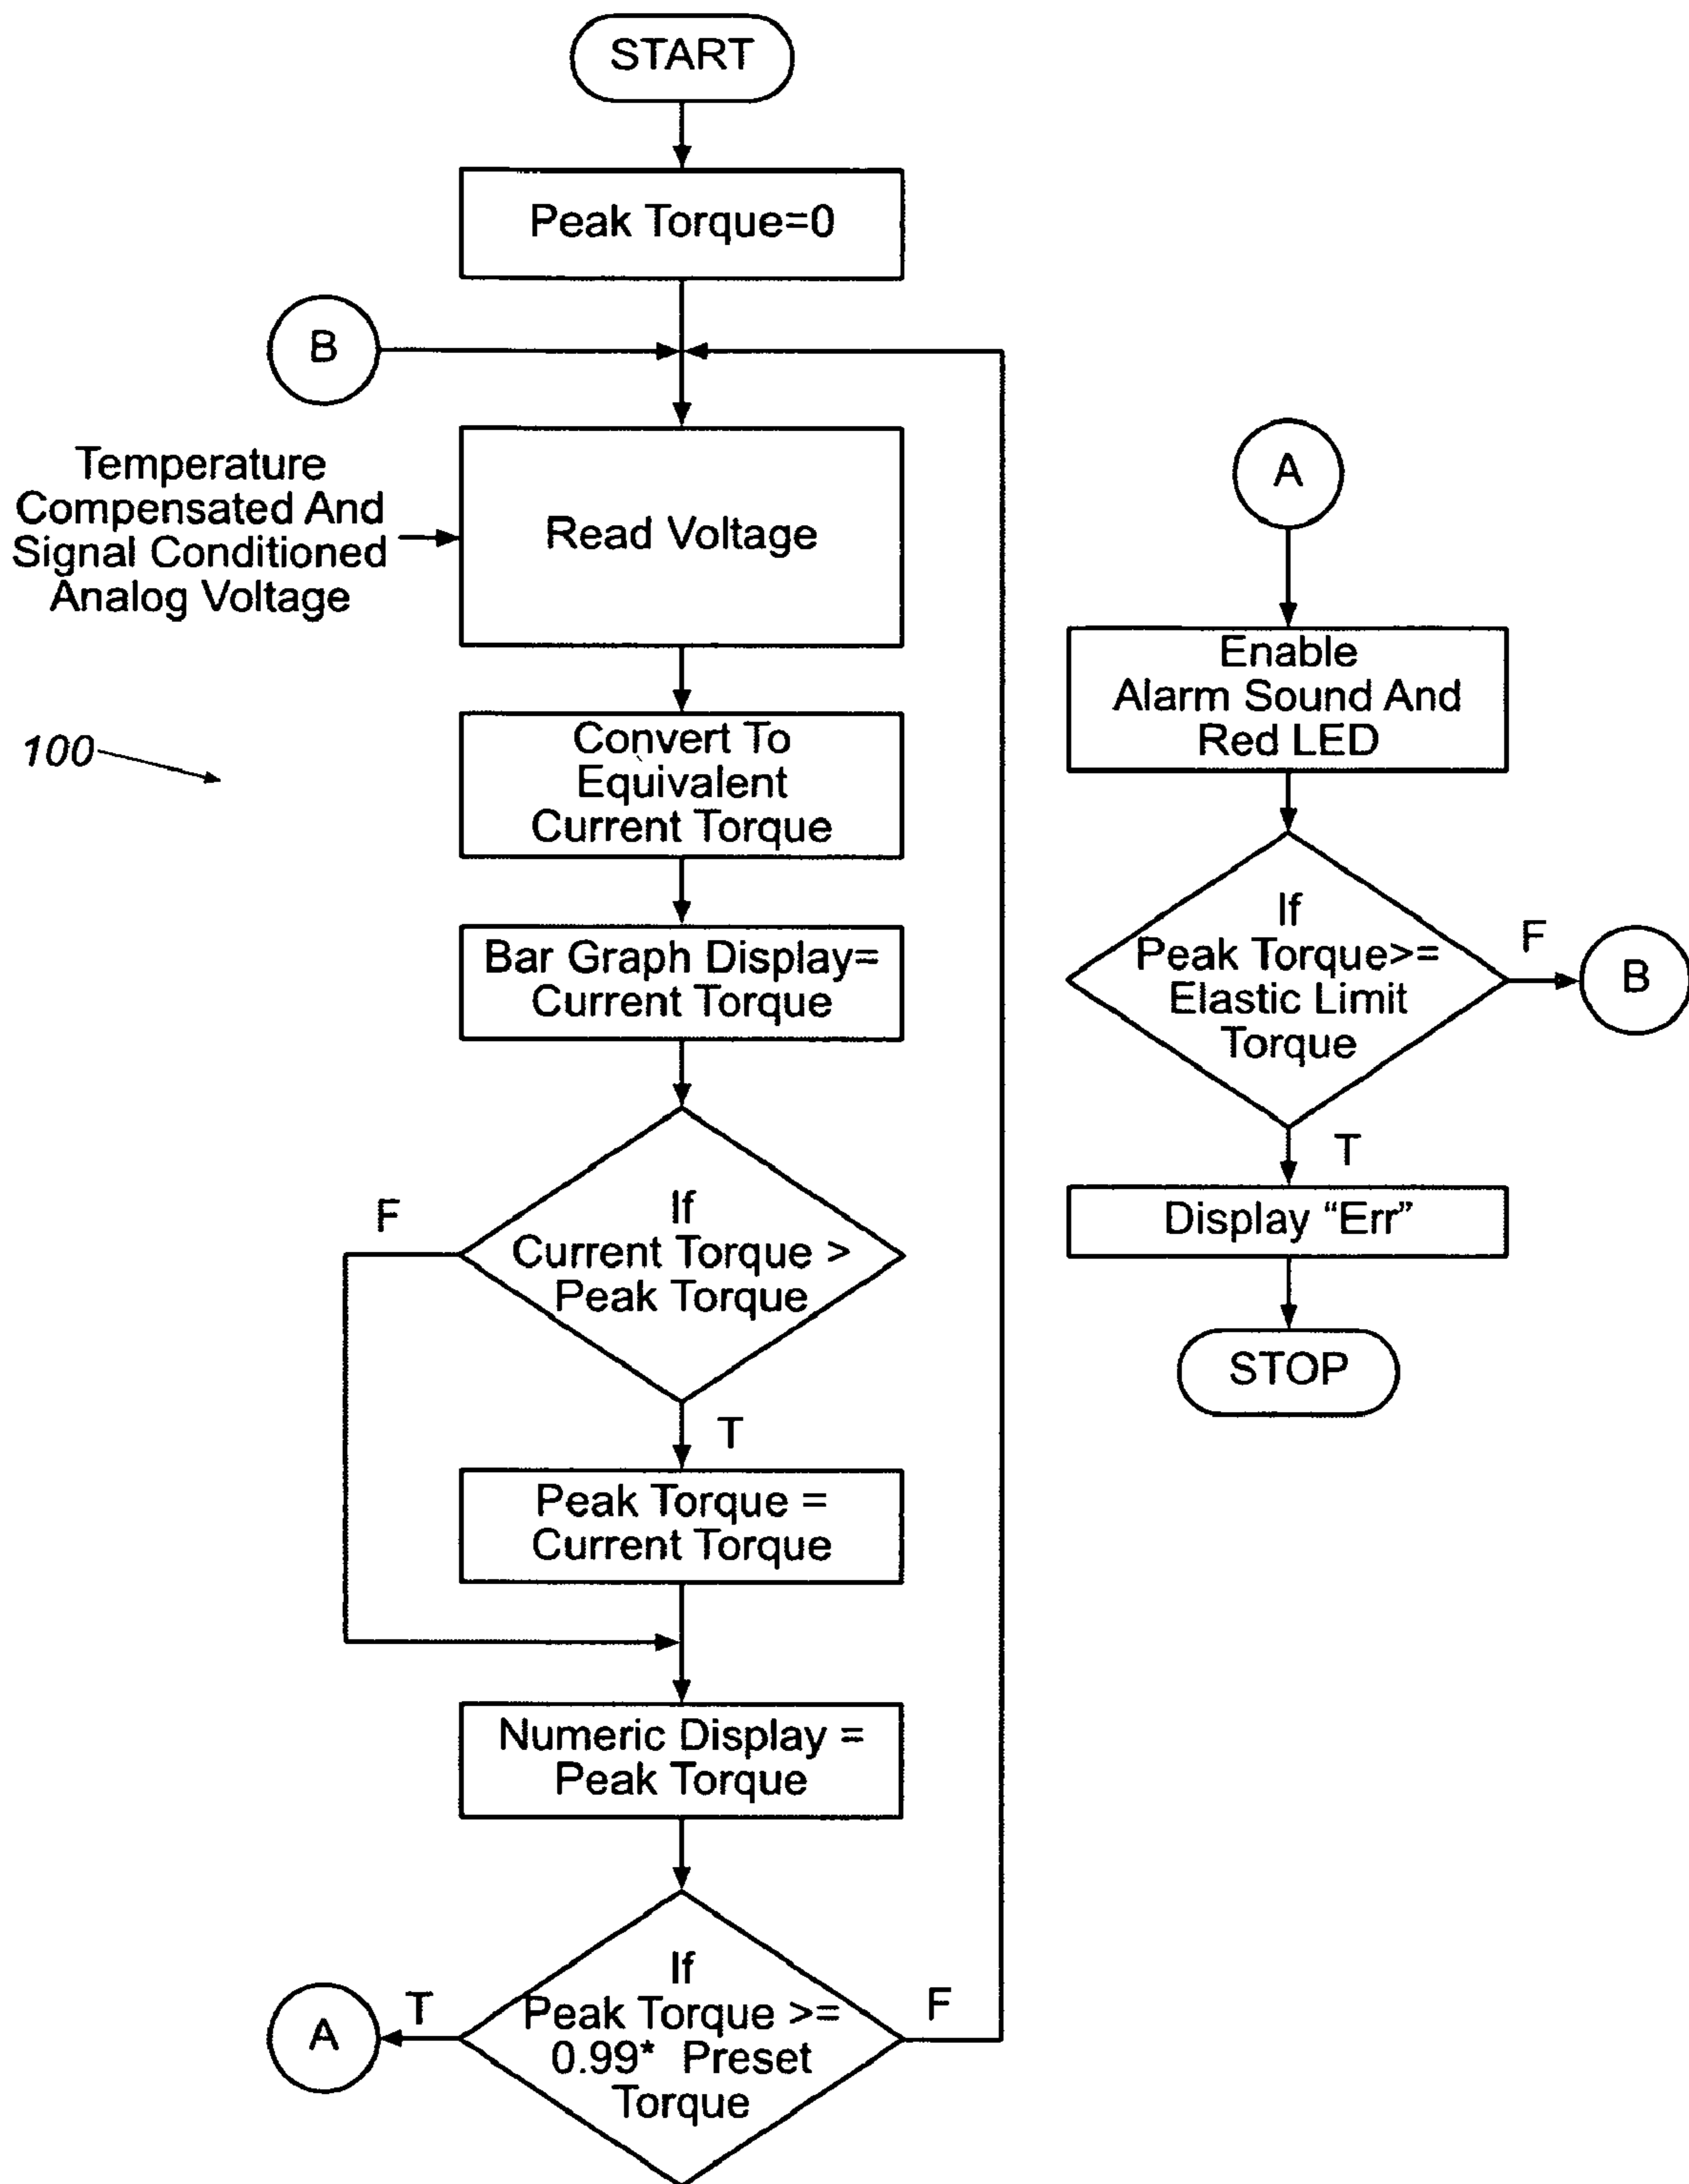 START
Peak Torque=0
B
Temperature
Compensated And
Signal Conditioned
Analog Voltage
Read Voltage
100
Convert To
Equivalent
Current Torque
Bar Graph Display=
Current Torque
If
Current Torque >
Peak Torque
F
T
Peak Torque =
Current Torque
Numeric Display =
Peak Torque
If
Peak Torque >=
0.99* Preset
Torque
T
F
A
A
Enable
Alarm Sound And
Red LED
If
Peak Torque>=
Elastic Limit
Torque
F
B
T
Display “Err”
STOP